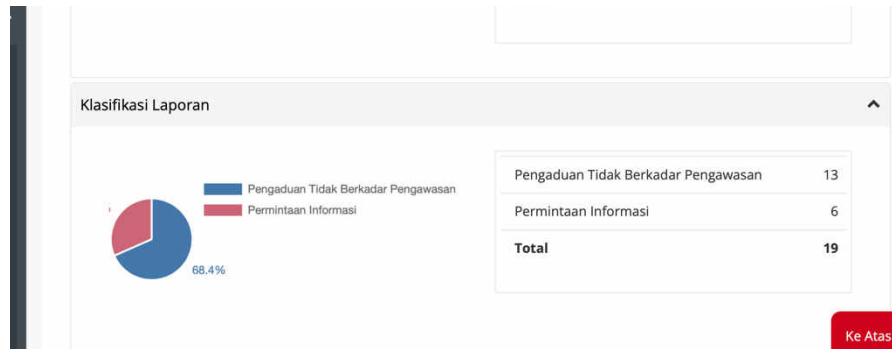 Klasifikasi Laporan
Pengaduan Tidak Berkadar Pengawasan
Permintaan Informasi
68.4%
Pengaduan Tidak Berkadar Pengawasan 13
Permintaan Informasi 6
Total 19
Ke Atas